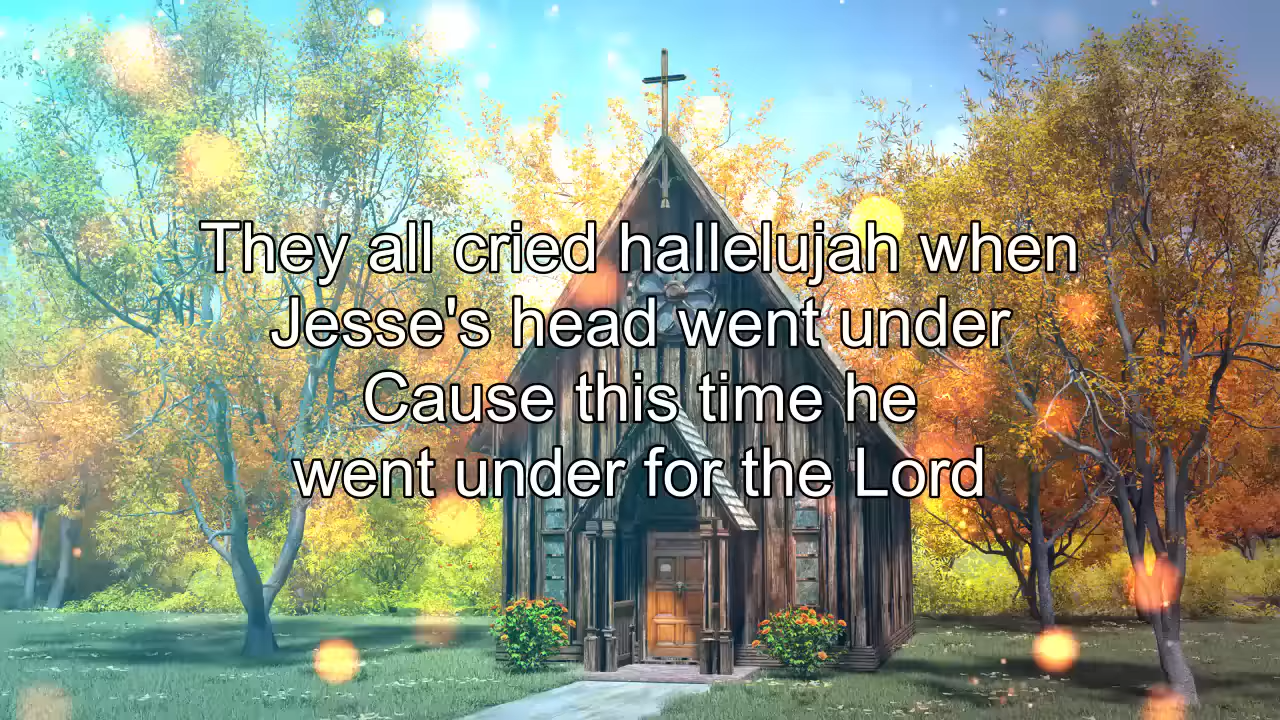 They all cried hallelujah when
Jesse's head went under
Cause this time he
went under for the Lord